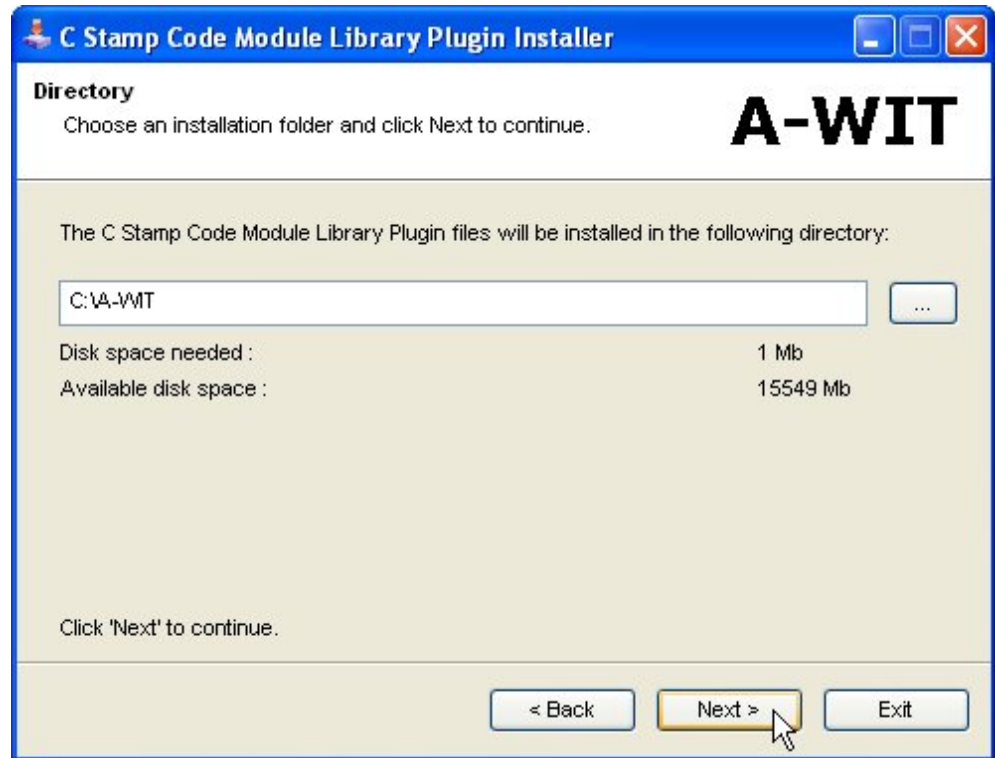 C Stamp Code Module Library Plugin Installer
Directory
Choose an installation folder and click Next to continue.
A-WIT
The C Stamp Code Module Library Plugin files will be installed in the following directory:
C:\A-WIT
...
Disk space needed : 1 Mb
Available disk space : 15549 Mb
Click 'Next' to continue.
< Back Next > Exit